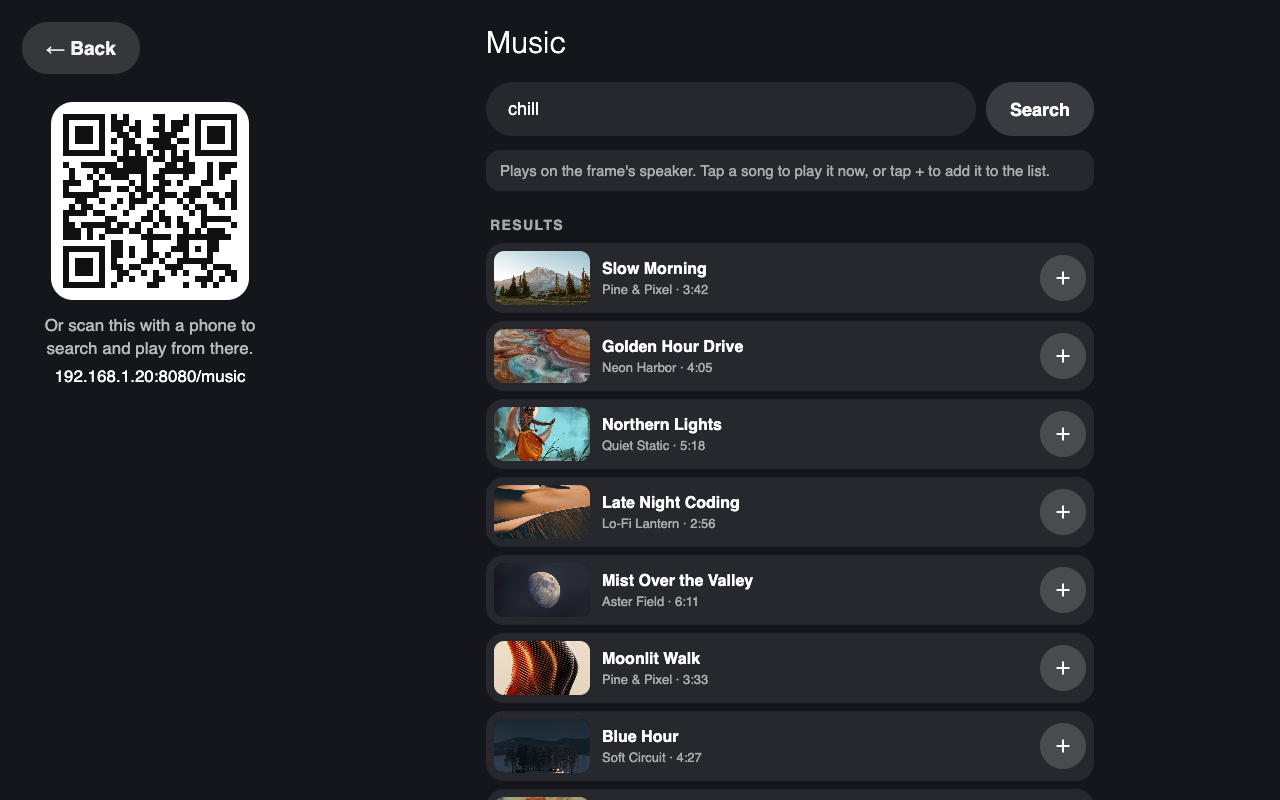 ← Back
Or scan this with a phone to
search and play from there.
192.168.1.20:8080/music
Music
chill
Search
Plays on the frame's speaker. Tap a song to play it now, or tap + to add it to the list.
RESULTS
Slow Morning
Pine & Pixel · 3:42
+
Golden Hour Drive
Neon Harbor · 4:05
+
Northern Lights
Quiet Static · 5:18
+
Late Night Coding
Lo-Fi Lantern · 2:56
+
Mist Over the Valley
Aster Field · 6:11
+
Moonlit Walk
Pine & Pixel · 3:33
+
Blue Hour
Soft Circuit · 4:27
+